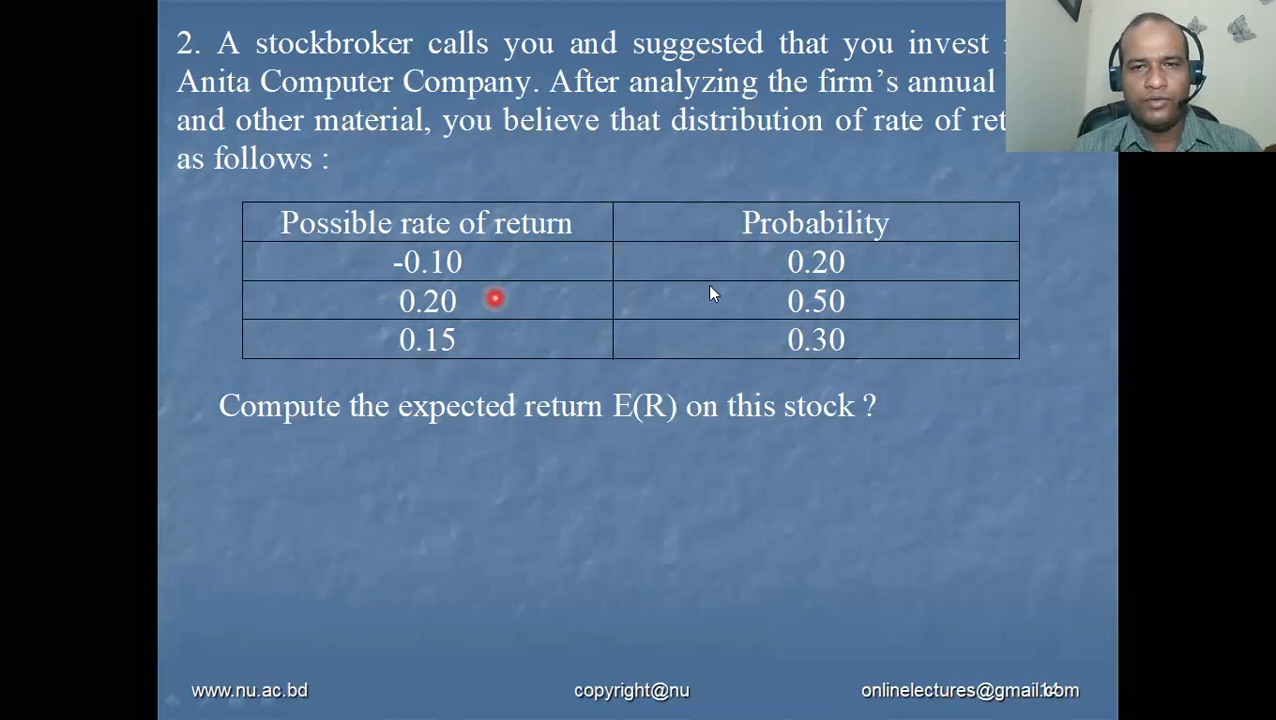 2. A stockbroker calls you and suggested that you invest
Anita Computer Company. After analyzing the firm's annual
and other material, you believe that distribution of rate of
as follows :
Possible rate of return Probability
-0.10 0.20
0.20 0.50
0.15 0.30
Compute the expected return E(R) on this stock ?
www.nu.ac.bd copyright@nu onlinelectures@gmail.com